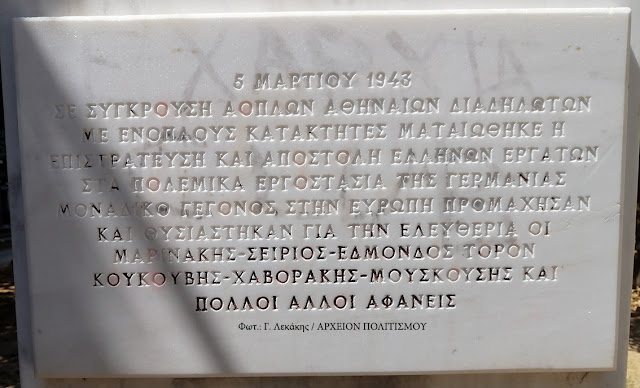 5 ΜΑΡΤΙΟΥ 1943
ΣΕ ΣΥΓΚΡΟΥΣΗ ΑΟΠΛΩΝ ΑΘΗΝΑΙΩΝ ΔΙΑΔΗΛΩΤΩΝ
ΜΕ ΕΝΟΠΛΟΥΣ ΚΑΤΑΚΤΗΤΕΣ ΜΑΤΑΙΩΘΗΚΕ Η
ΕΠΙΣΤΡΑΤΕΥΣΗ ΚΑΙ ΑΠΟΣΤΟΛΗ ΕΛΛΗΝΩΝ ΕΡΓΑΤΩΝ
ΣΤΑ ΠΟΛΕΜΙΚΑ ΕΡΓΟΣΤΑΣΙΑ ΤΗΣ ΓΕΡΜΑΝΙΑΣ
ΜΟΝΑΔΙΚΟ ΓΕΓΟΝΟΣ ΣΤΗΝ ΕΥΡΩΠΗ ΠΡΟΜΑΧΗΣΑΝ
ΚΑΙ ΘΥΣΙΑΣΤΗΚΑΝ ΓΙΑ ΤΗΝ ΕΛΕΥΘΕΡΙΑ ΟΙ
ΜΑΡΙΝΑΚΗΣ-ΣΕΙΡΙΟΣ-ΕΔΜΟΝΔΟΣ ΤΟΡΟΝ
ΚΟΥΚΟΥΒΗΣ-ΧΑΒΟΡΑΚΗΣ-ΜΟΥΣΚΟΥΣΗΣ ΚΑΙ
ΠΟΛΛΟΙ ΑΛΛΟΙ ΑΦΑΝΕΙΣ
Φωτ.: Γ. Λεκάκης / ΑΡΧΕΙΟΝ ΠΟΛΙΤΙΣΜΟΥ